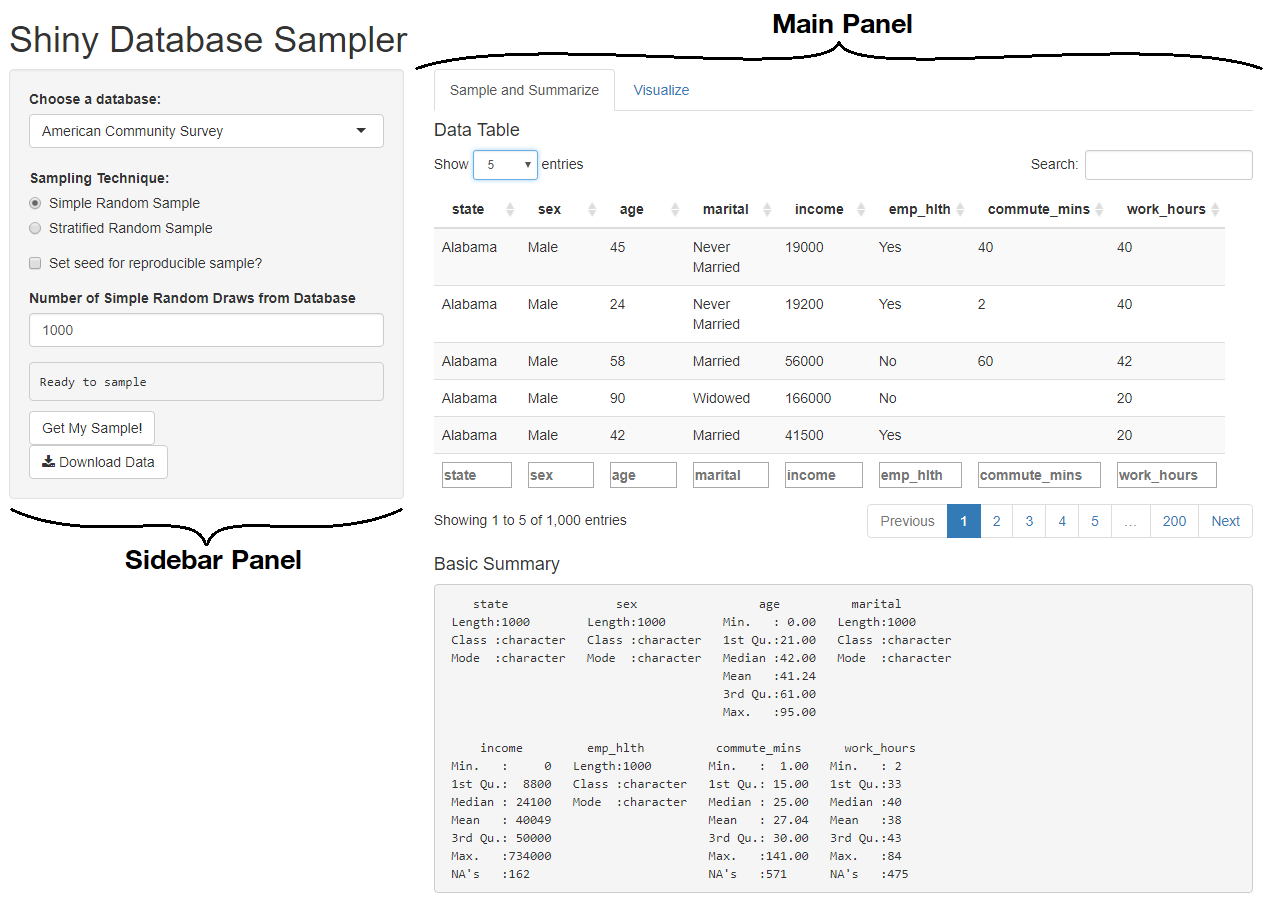 Shiny Database Sampler
Main Panel
Choose a database:
American Community Survey
Sampling Technique:
Simple Random Sample
Stratified Random Sample
Set seed for reproducible sample?
Number of Simple Random Draws from Database
1000
Ready to sample
Get My Sample!
Download Data
Sidebar Panel
Sample and Summarize Visualize
Data Table
Show 5 entries Search:
state sex age marital income emp_hlth commute_mins work_hours
Alabama Male 45 Never 19000 Yes 40 40
Married
Alabama Male 24 Never 19200 Yes 2 40
Married
Alabama Male 58 Married 56000 No 60 42
Alabama Male 90 Widowed 166000 No 20
Alabama Male 42 Married 41500 Yes 20
state sex age marital income emp_hlth commute_mins work_hours
Showing 1 to 5 of 1,000 entries Previous 1 2 3 4 5 … 200 Next
Basic Summary
state sex age marital
Length:1000 Length:1000 Min. : 0.00 Length:1000
Class :character Class :character 1st Qu.:21.00 Class :character
Mode :character Mode :character Median :42.00 Mode :character
Mean :41.24
3rd Qu.:61.00
Max. :95.00
income emp_hlth commute_mins work_hours
Min. : 0 Length:1000 Min. : 1.00 Min. : 2
1st Qu.: 8800 Class :character 1st Qu.: 15.00 1st Qu.:33
Median : 24100 Mode :character Median : 25.00 Median :40
Mean : 40049 Mean : 27.04 Mean :38
3rd Qu.: 50000 3rd Qu.: 30.00 3rd Qu.:43
Max. :734000 Max. :141.00 Max. :84
NA's :162 NA's :571 NA's :475